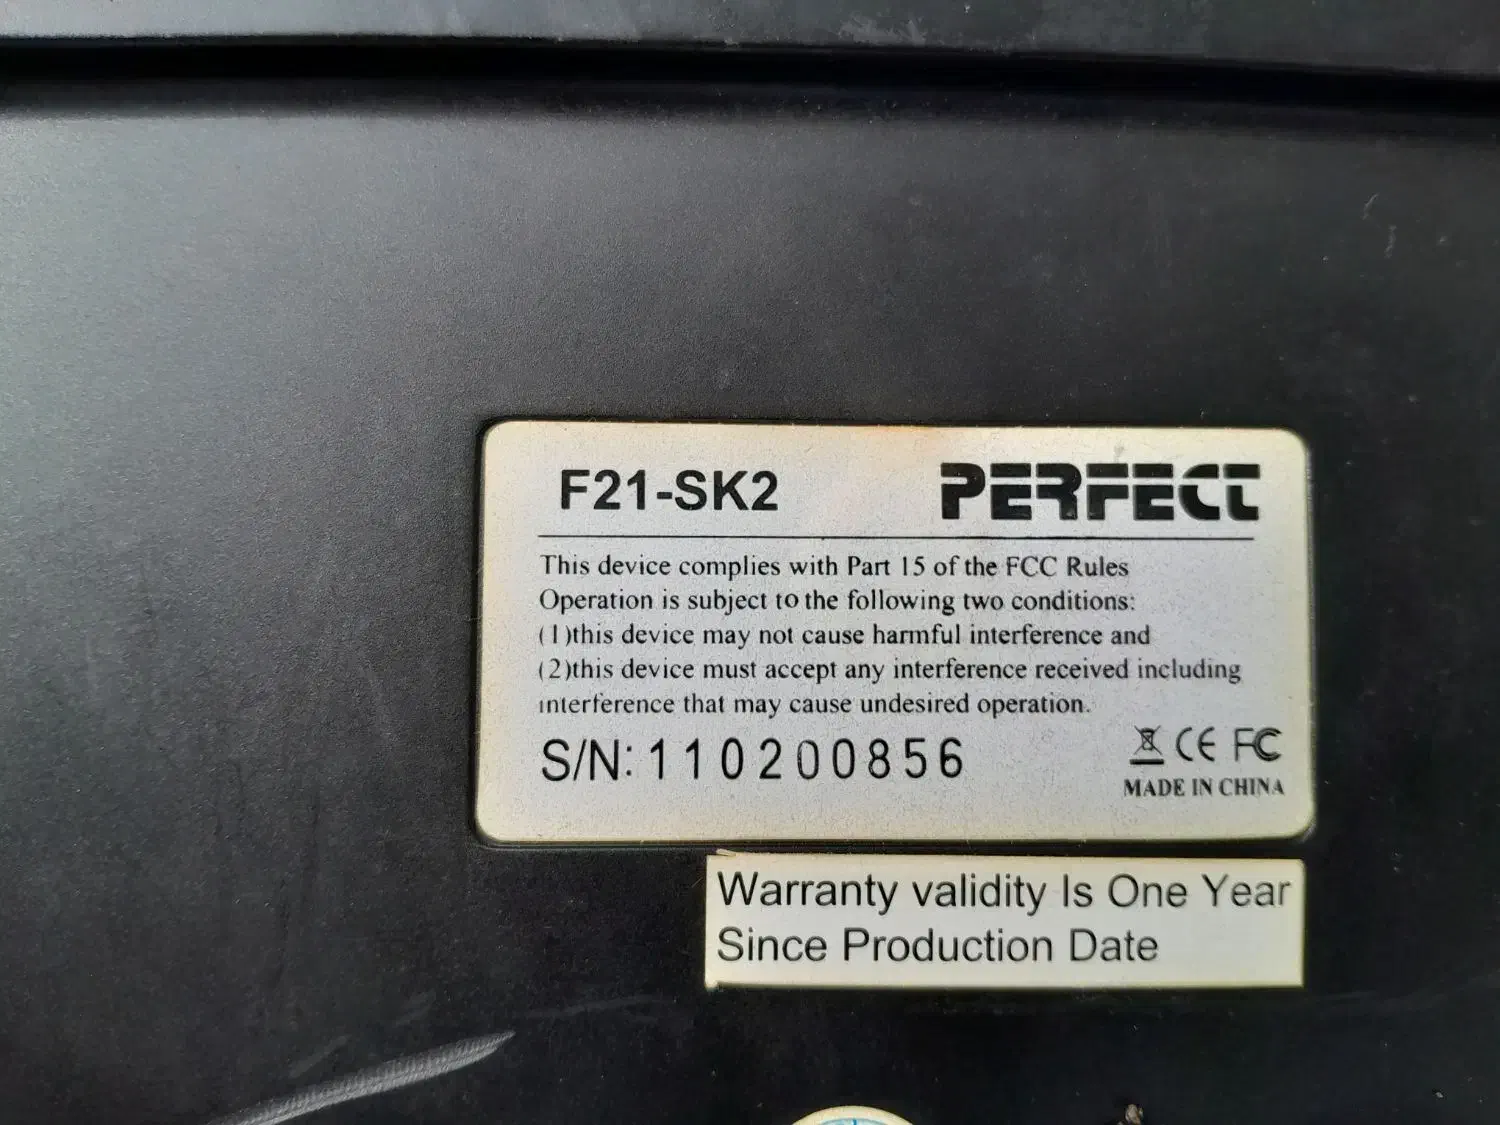 F21-SK2 PERFECT
This device complies with Part 15 of the FCC Rules
Operation is subject to the following two conditions:
(1)this device may not cause harmful interference and
(2)this device must accept any interference received including
interference that may cause undesired operation.
S/N:110200856
CE FC
MADE IN CHINA
Warranty validity Is One Year
Since Production Date